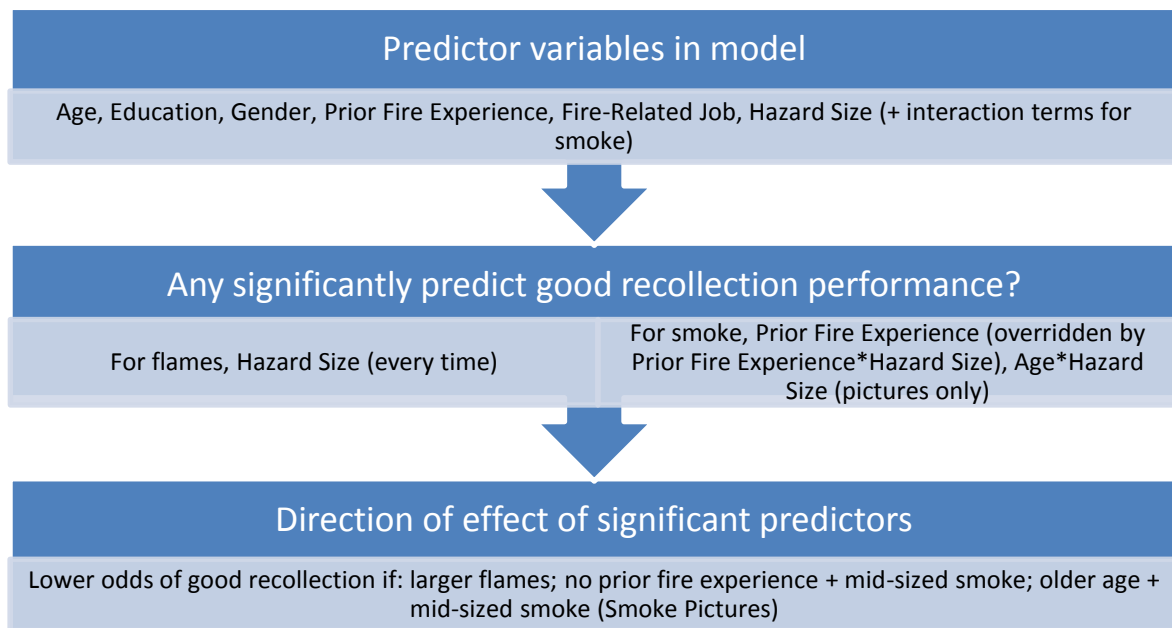 Predictor variables in model
Age, Education, Gender, Prior Fire Experience, Fire-Related Job, Hazard Size (+ interaction terms for
smoke)
Any significantly predict good recollection performance?
For flames, Hazard Size (every time)
For smoke, Prior Fire Experience (overridden by
Prior Fire Experience*Hazard Size), Age*Hazard
Size (pictures only)
Direction of effect of significant predictors
Lower odds of good recollection if: larger flames; no prior fire experience + mid-sized smoke; older age +
mid-sized smoke (Smoke Pictures)